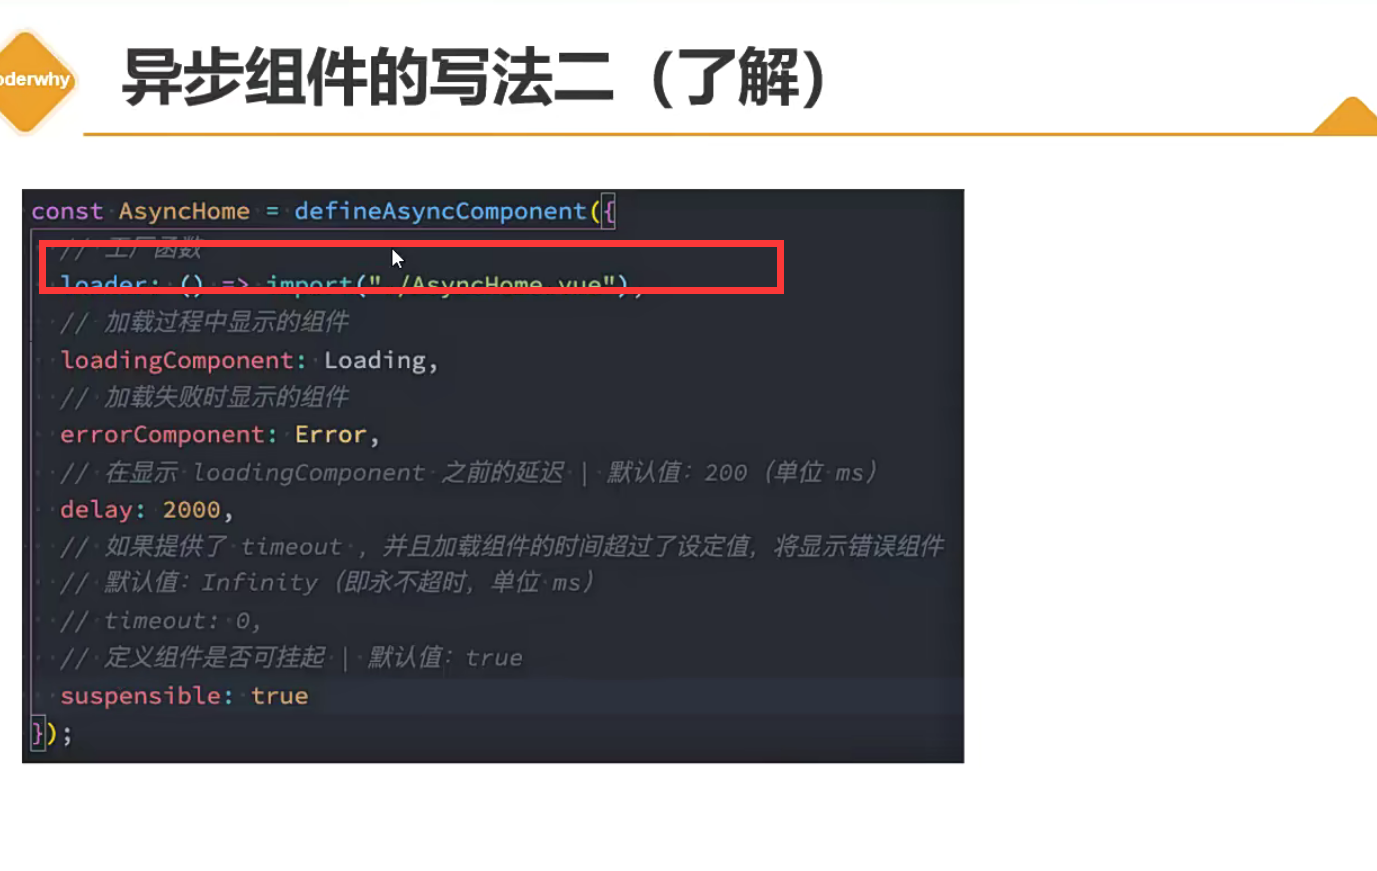 oderwhy
异步组件的写法二（了解）
const AsyncHome = defineAsyncComponent({
// 工厂函数
loader: () => import("./AsyncHome.vue"),
// 加载过程中显示的组件
loadingComponent: Loading,
// 加载失败时显示的组件
errorComponent: Error,
// 在显示 loadingComponent 之前的延迟 | 默认值：200（单位 ms）
delay: 2000,
// 如果提供了 timeout ，并且加载组件的时间超过了设定值，将显示错误组件
// 默认值：Infinity（即永不超时，单位 ms）
// timeout: 0,
// 定义组件是否可挂起 | 默认值：true
suspensible: true
});